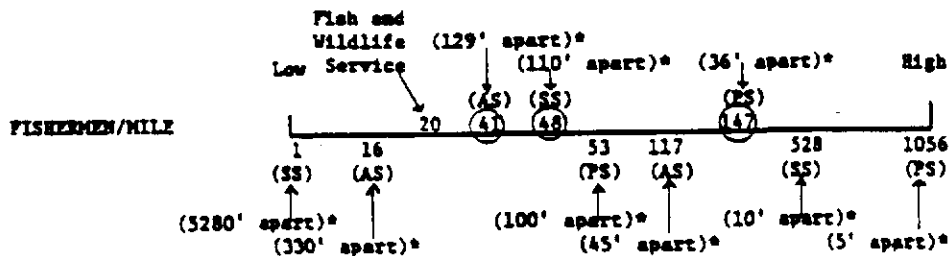 Fish and
Wildlife
Service
(129' apart)*
(110' apart)*
(36' apart)*
Low
High
(AS)
(SS)
(PS)
FISHERMEN/MILE
20
41
48
147
1
16
53
117
528
1056
(SS)
(AS)
(PS)
(AS)
(SS)
(PS)
(5280' apart)*
(330' apart)*
(100' apart)*
(45' apart)*
(10' apart)*
(5' apart)*